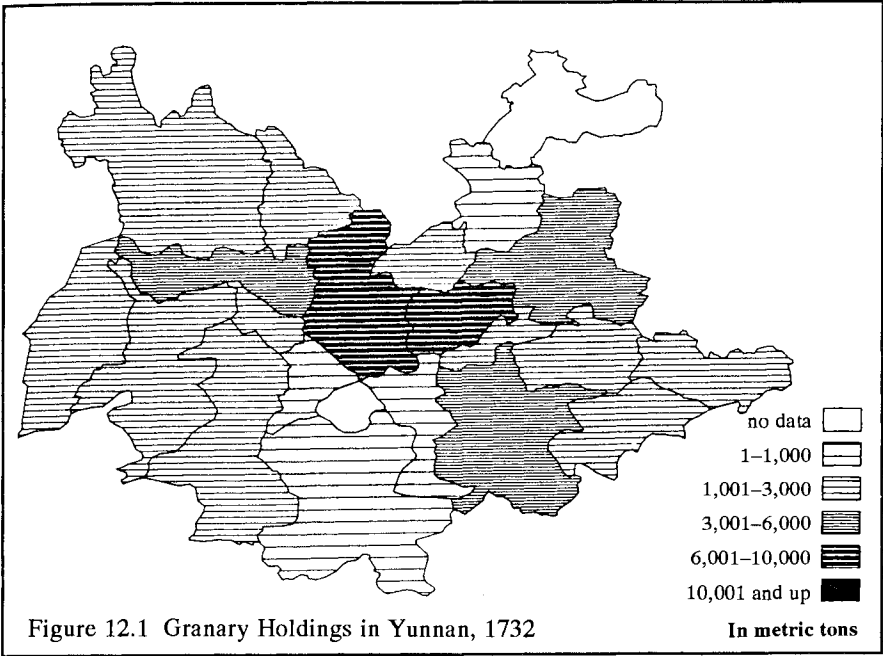 no data
1–1,000
1,001–3,000
3,001–6,000
6,001–10,000
10,001 and up
Figure 12.1 Granary Holdings in Yunnan, 1732
In metric tons